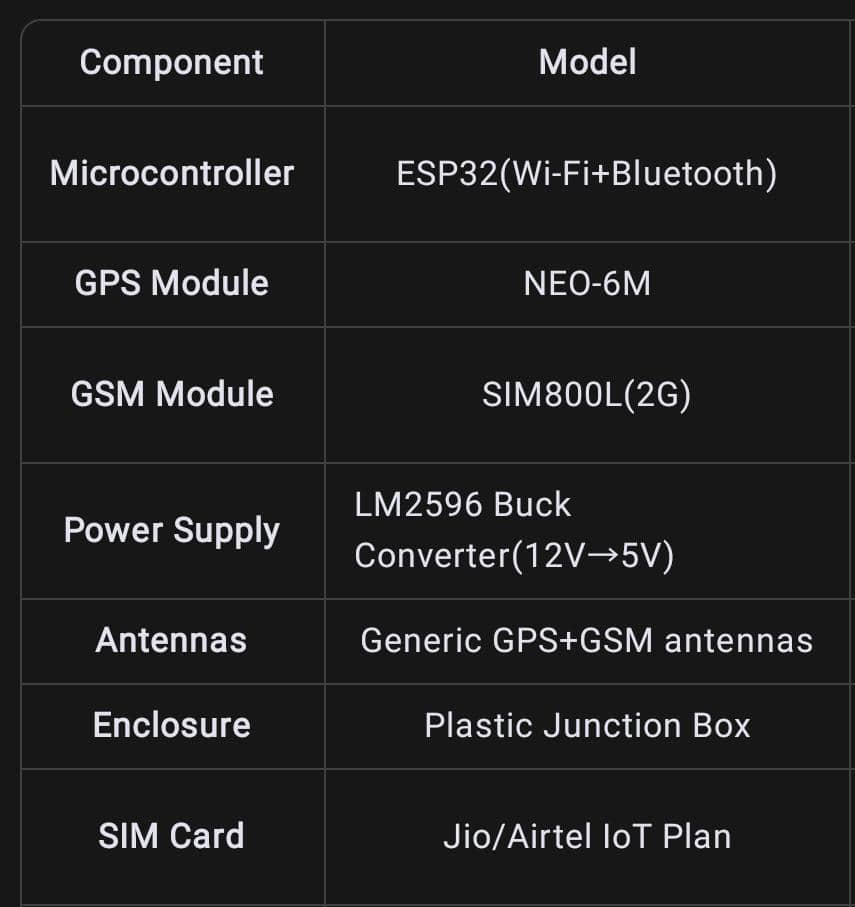 Component Model
Microcontroller ESP32(Wi-Fi+Bluetooth)
GPS Module NEO-6M
GSM Module SIM800L(2G)
Power Supply LM2596 Buck
Converter(12V→5V)
Antennas Generic GPS+GSM antennas
Enclosure Plastic Junction Box
SIM Card Jio/Airtel IoT Plan